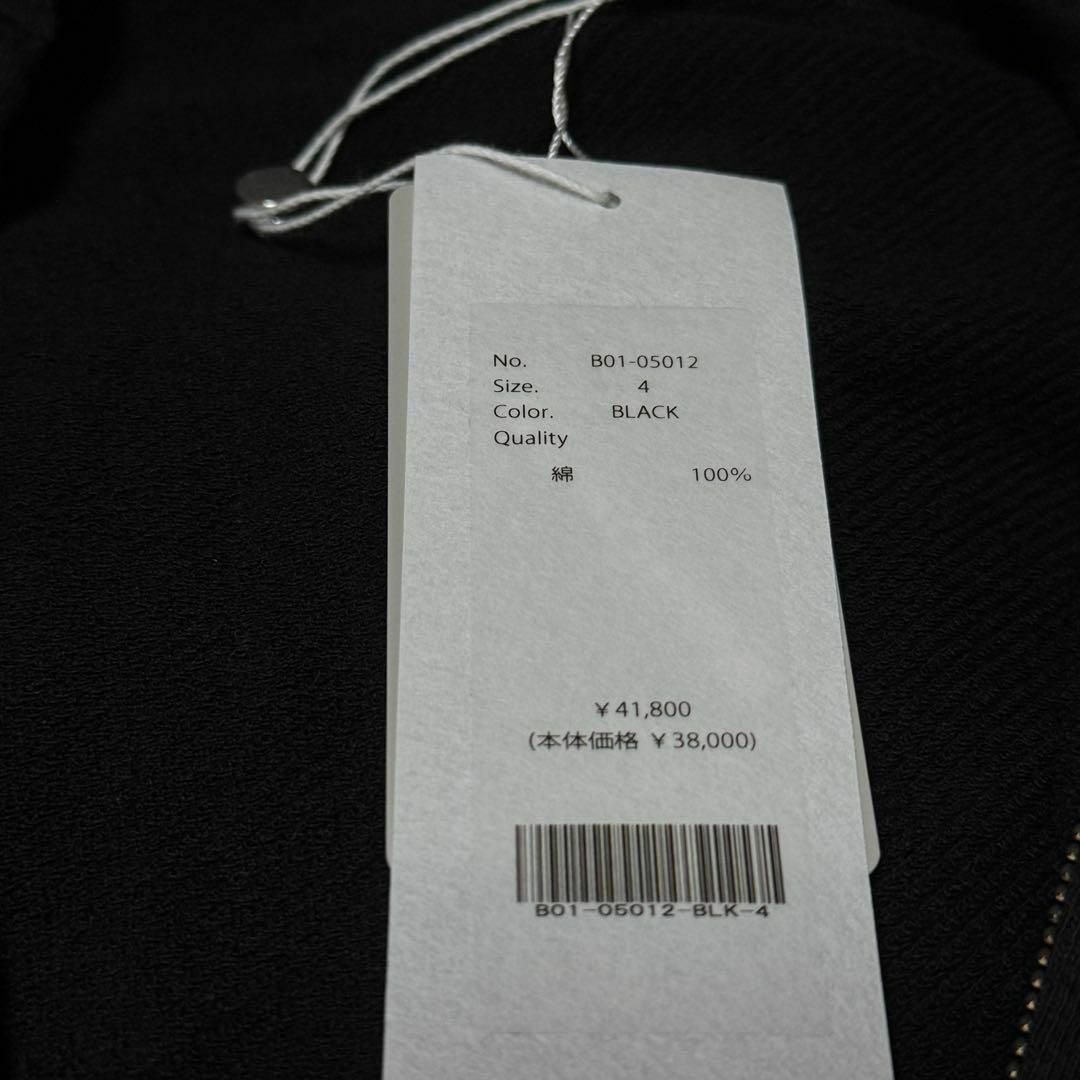 No. B01-05012
Size. 4
Color. BLACK
Quality
綿 100%
¥41,800
(本体価格 ¥38,000)
B01-05012-BLK-4